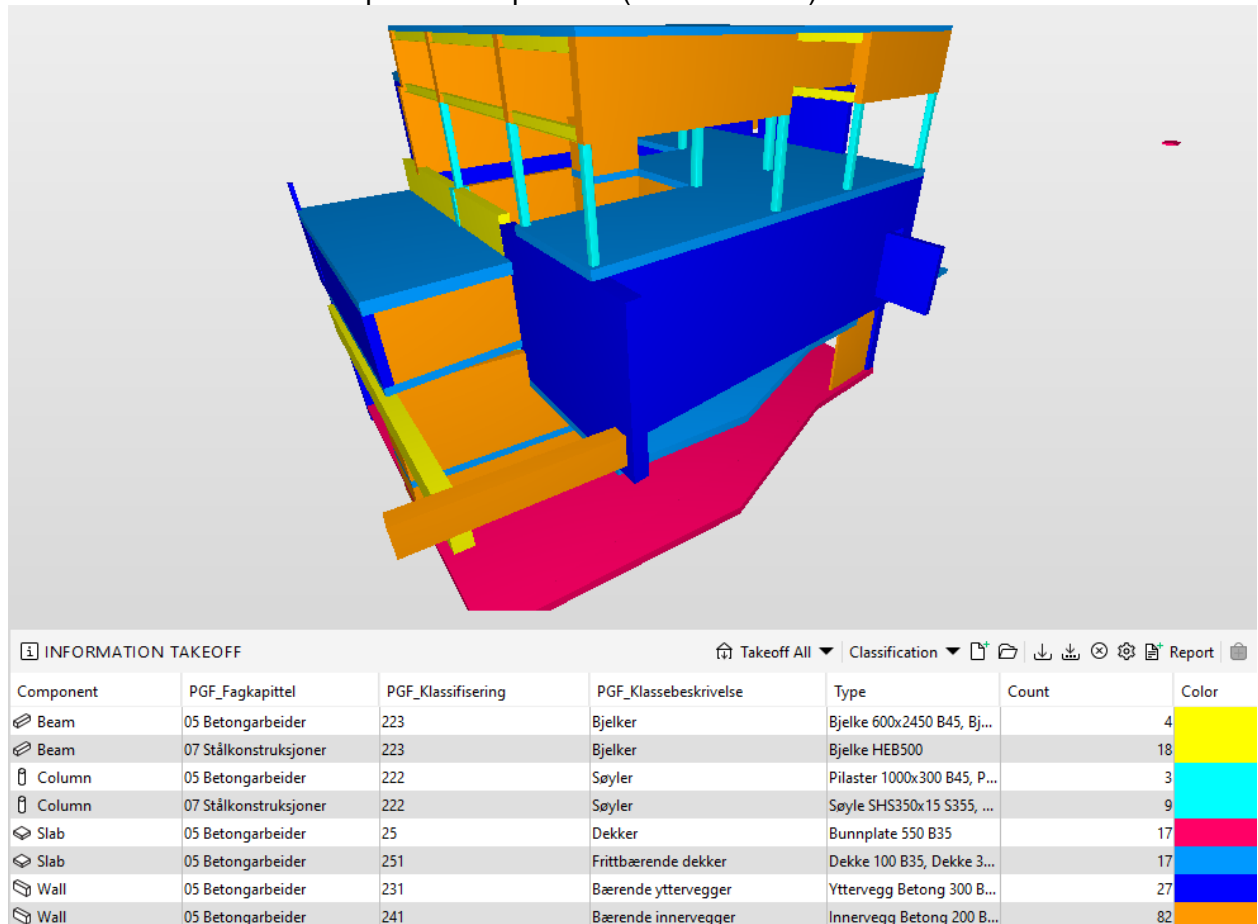 INFORMATION TAKEOFF Takeoff All Classification Report
Component PGF_Fagkapittel PGF_Klassifisering PGF_Klassebeskrivelse Type Count Color
Beam 05 Betongarbeider 223 Bjelker Bjelke 600x2450 B45, Bj... 4
Beam 07 Stålkonstruksjoner 223 Bjelker Bjelke HEB500 18
Column 05 Betongarbeider 222 Søyler Pilaster 1000x300 B45, P... 3
Column 07 Stålkonstruksjoner 222 Søyler Søyle SHS350x15 S355, ... 9
Slab 05 Betongarbeider 25 Dekker Bunnplate 550 B35 17
Slab 05 Betongarbeider 251 Frittbærende dekker Dekke 100 B35, Dekke 3... 17
Wall 05 Betongarbeider 231 Bærende yttervegger Yttervegg Betong 300 B... 27
Wall 05 Betongarbeider 241 Bærende innervegger Innervegg Betong 200 B... 82